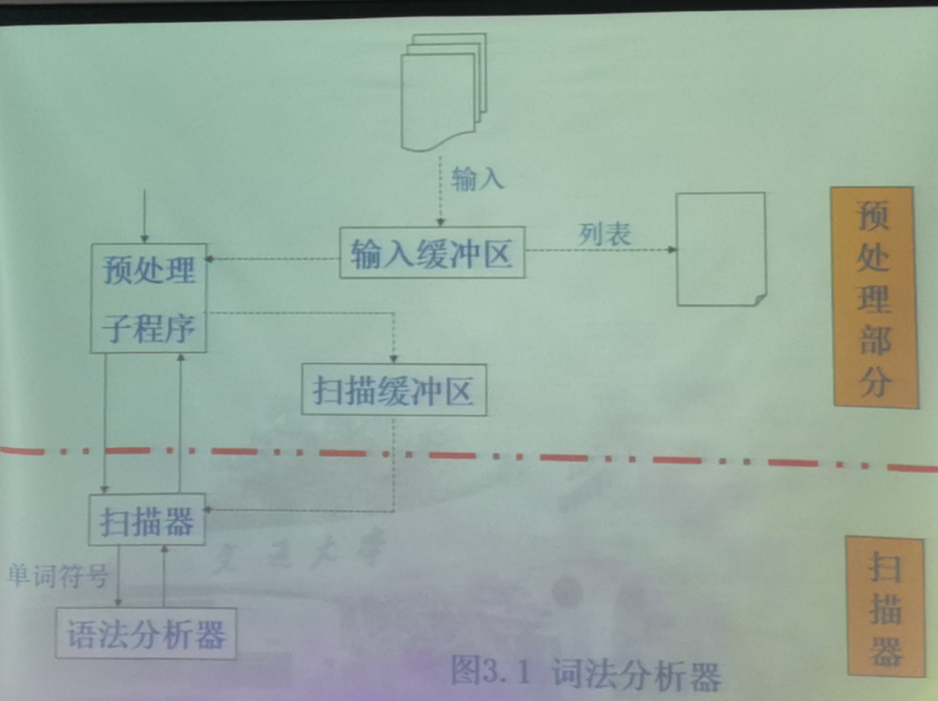 输入
输入缓冲区
列表
预处理
子程序
扫描缓冲区
预处理部分
扫描器
单词符号
语法分析器
扫描器
交通大学
图3.1 词法分析器